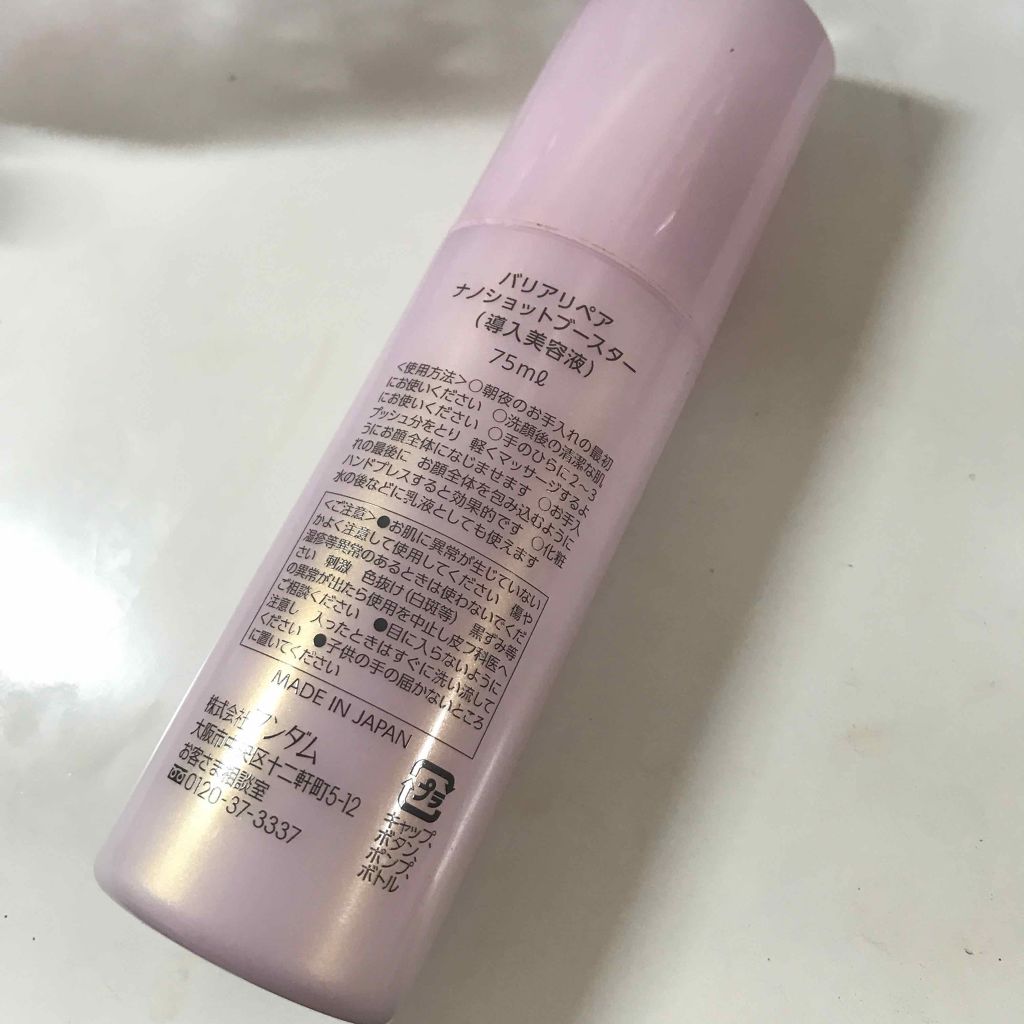 バリアリペア
ナノショットブースター
(導入美容液)
75mℓ
<使用方法>○朝夜のお手入れの最初
にお使いください ○洗顔後の清潔な肌
にお使いください ○手のひらに2～3
プッシュ分をとり 軽くマッサージするよ
うにお顔全体になじませます ○お手入
れの最後に お顔全体を包み込むように
ハンドプレスすると効果的です ○化粧
水の後などに乳液としても使えます
<ご注意>●お肌に異常が生じていない
かよく注意して使用してください 傷や
湿疹等異常のあるときは使わないでくだ
さい 刺激 色抜け(白斑等) 黒ずみ等
の異常が出たら使用を中止し皮フ科医へ
ご相談ください ●目に入らないように
注意し 入ったときはすぐに洗い流して
ください ●子供の手の届かないところ
に置いてください
MADE IN JAPAN
株式会社マンダム
大阪市中央区十二軒町5-12
お客さま相談室
0120-37-3337
プラ
キャップ、
ボタン、
ポンプ、
ボトル